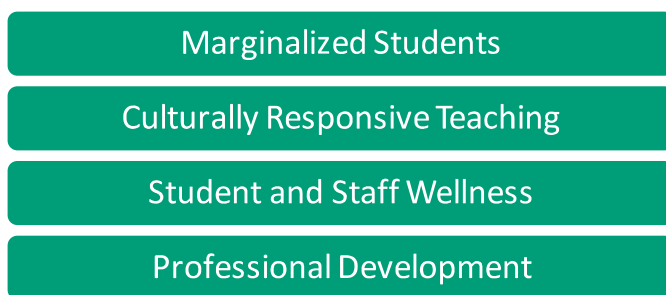 Marginalized Students
Culturally Responsive Teaching
Student and Staff Wellness
Professional Development